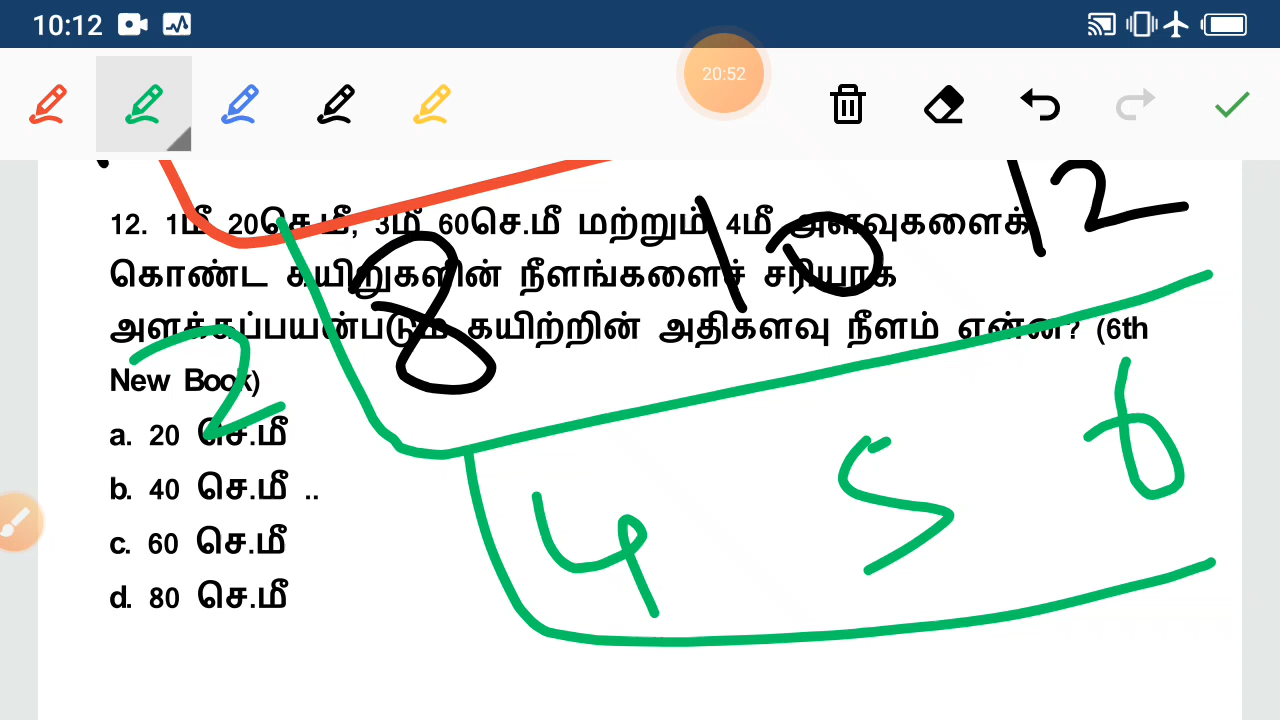 10:12
20:52
12
12. 1மீ 20செ.மீ, 3மீ 60செ.மீ மற்றும் 4மீ அளவுகளைக்
8 10
கொண்ட கயிறுகளின் நீளங்களைச் சரியாக
அளக்கப்பயன்படும் கயிற்றின் அதிகளவு நீளம் என்ன? (6th
New Book)
2
a. 20 செ.மீ
b. 40 செ.மீ ..
4 5 6
c. 60 செ.மீ
d. 80 செ.மீ